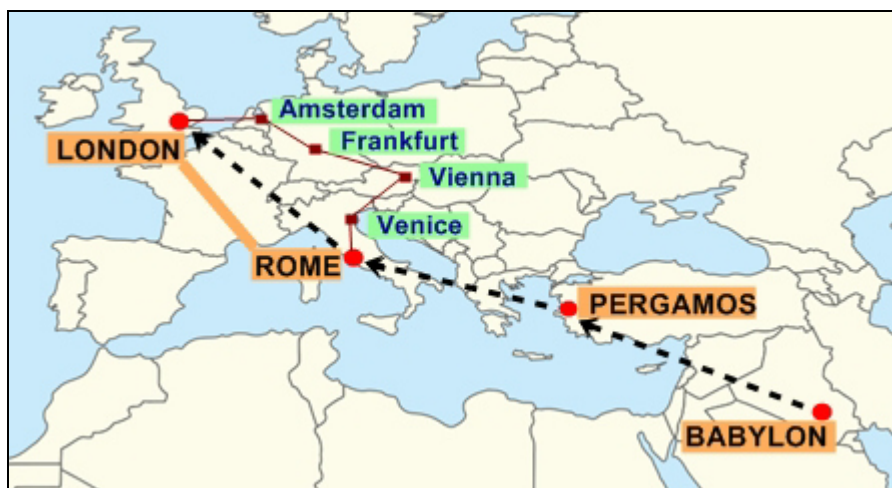 Amsterdam
Frankfurt
LONDON
Vienna
Venice
ROME
PERGAMOS
BABYLON